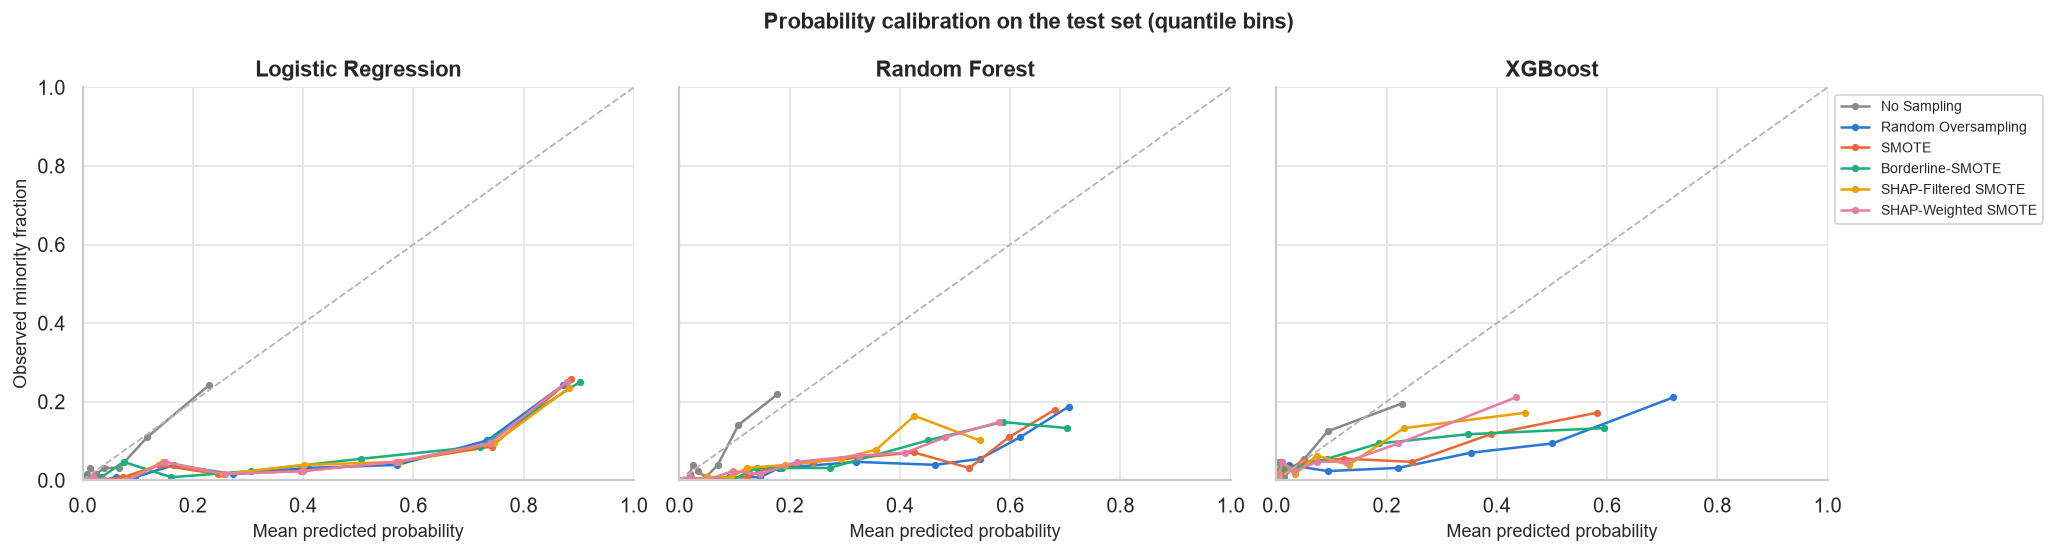 Probability calibration on the test set (quantile bins)
Logistic Regression
Random Forest
XGBoost
Observed minority fraction
1.0
0.8
0.6
0.4
0.2
0.0
0.0 0.2 0.4 0.6 0.8 1.0
0.0 0.2 0.4 0.6 0.8 1.0
0.0 0.2 0.4 0.6 0.8 1.0
Mean predicted probability
Mean predicted probability
Mean predicted probability
No Sampling
Random Oversampling
SMOTE
Borderline-SMOTE
SHAP-Filtered SMOTE
SHAP-Weighted SMOTE